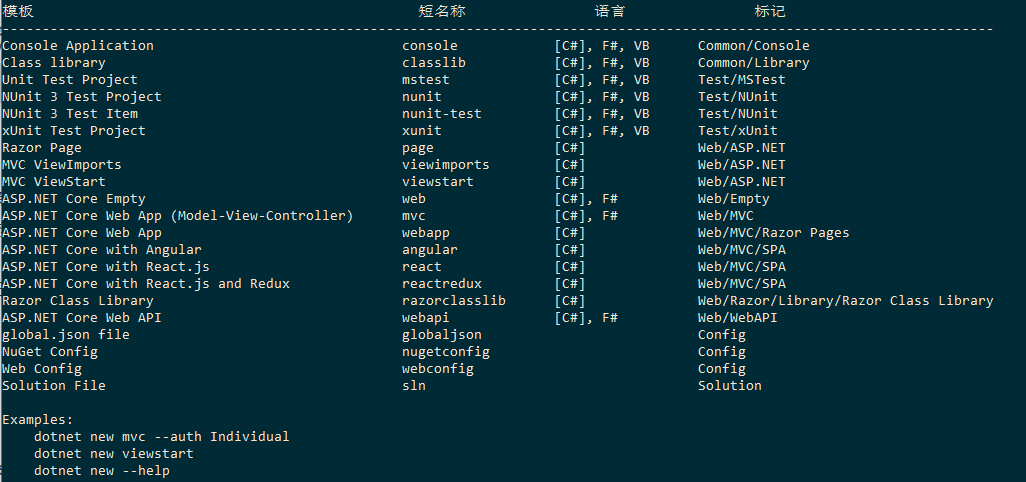 模板 短名称 语言 标记
----------------------------------------------------------------------------------------------------------------------------
Console Application console [C#], F#, VB Common/Console
Class library classlib [C#], F#, VB Common/Library
Unit Test Project mstest [C#], F#, VB Test/MSTest
NUnit 3 Test Project nunit [C#], F#, VB Test/NUnit
NUnit 3 Test Item nunit-test [C#], F#, VB Test/NUnit
xUnit Test Project xunit [C#], F#, VB Test/xUnit
Razor Page page [C#] Web/ASP.NET
MVC ViewImports viewimports [C#] Web/ASP.NET
MVC ViewStart viewstart [C#] Web/ASP.NET
ASP.NET Core Empty web [C#], F# Web/Empty
ASP.NET Core Web App (Model-View-Controller) mvc [C#], F# Web/MVC
ASP.NET Core Web App webapp [C#] Web/MVC/Razor Pages
ASP.NET Core with Angular angular [C#] Web/MVC/SPA
ASP.NET Core with React.js react [C#] Web/MVC/SPA
ASP.NET Core with React.js and Redux reactredux [C#] Web/MVC/SPA
Razor Class Library razorclasslib [C#] Web/Razor/Library/Razor Class Library
ASP.NET Core Web API webapi [C#], F# Web/WebAPI
global.json file globaljson Config
NuGet Config nugetconfig Config
Web Config webconfig Config
Solution File sln Solution
Examples:
dotnet new mvc --auth Individual
dotnet new viewstart
dotnet new --help